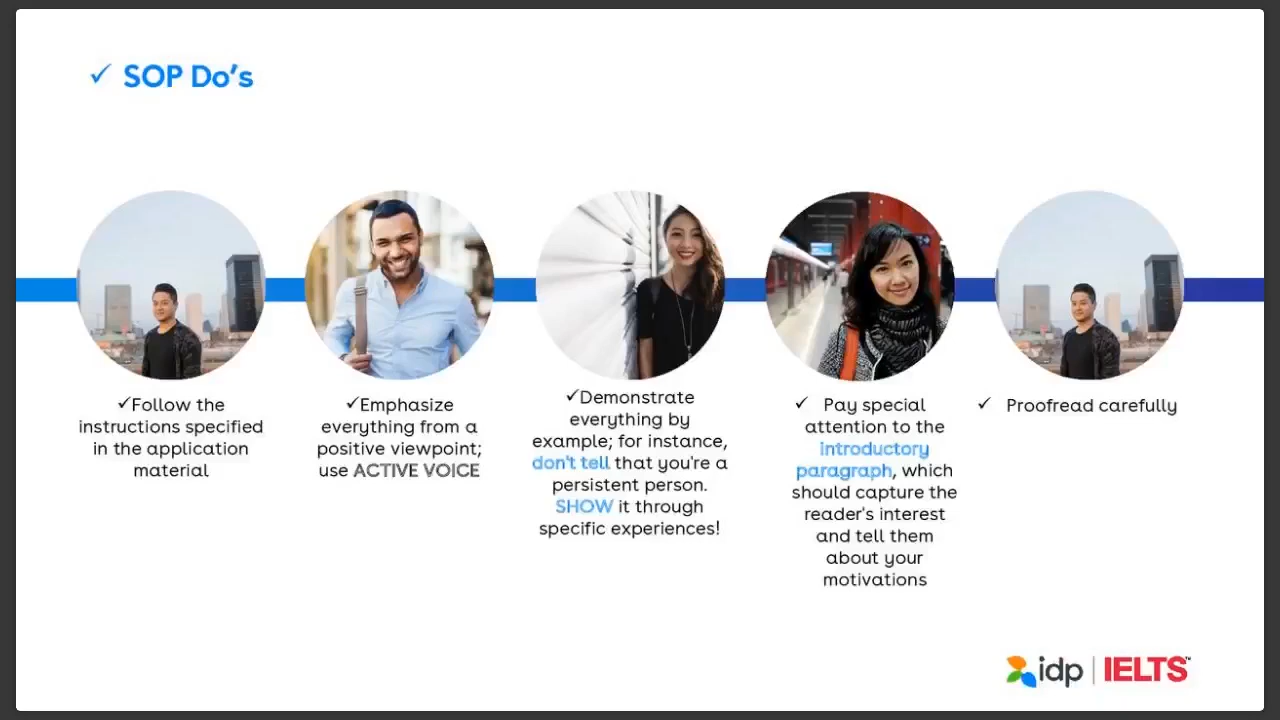 ✓ SOP Do's
✓Follow the
instructions specified
in the application
material
✓Emphasize
everything from a
positive viewpoint;
use ACTIVE VOICE
✓Demonstrate
everything by
example; for instance,
don't tell that you're a
persistent person.
SHOW it through
specific experiences!
✓ Pay special
attention to the
introductory
paragraph, which
should capture the
reader's interest
and tell them
about your
motivations
✓ Proofread carefully
idp | IELTS™